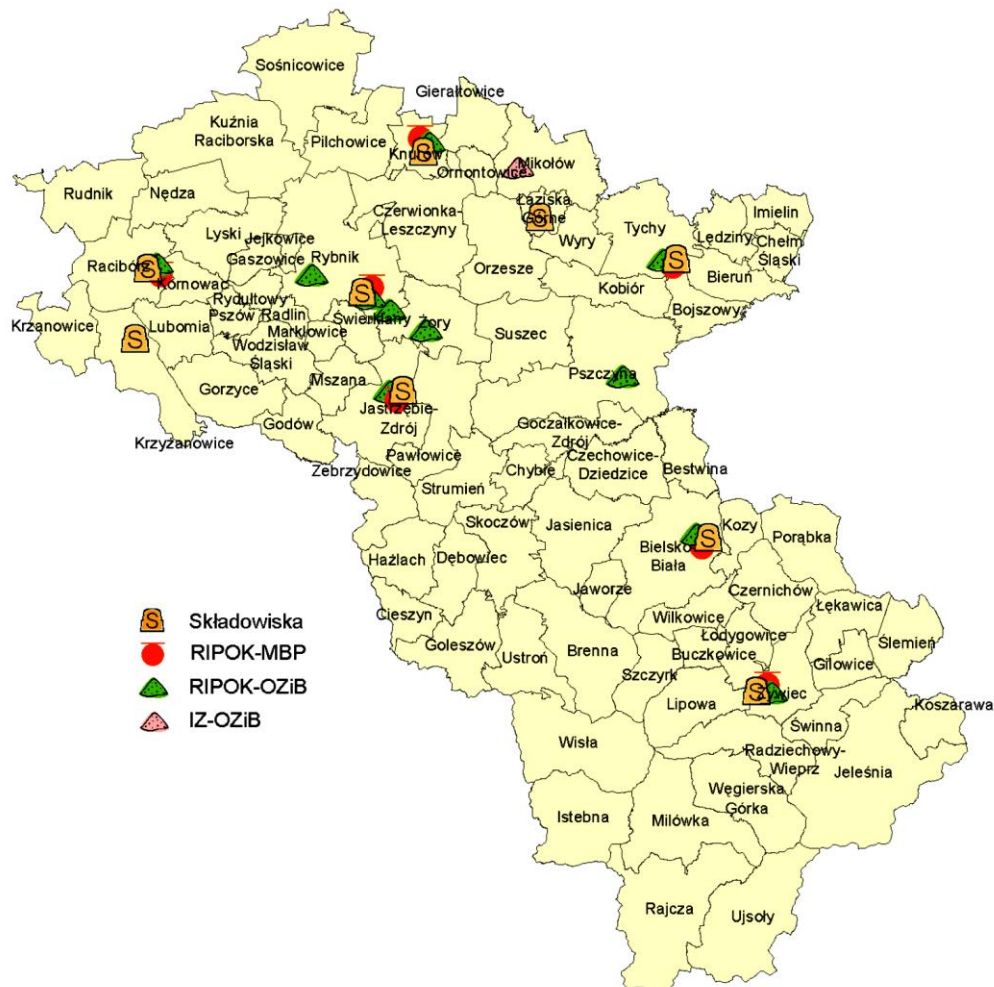 Sośnicowice
Gierałtowice
Kuźnia
Raciborska
Pilchowice
Knurów
S
Ornontowice
Mikołów
Rudnik
Nędza
Łaziska
Górne
S
Czerwionka-
Leszczyny
Tychy
Imielin
Lędziny
Chełm
Śląski
Wyry
Lyski
Jejkowice
Gaszowice
Rybnik
Racibórz
S
Kornowac
Orzesze
S
Bieruń
Kobiór
Bojszowy
S
Rydułtowy
Pszów
Radlin
Świerklany
Żory
Suszec
Krzanowice
S
Lubomia
Marklowice
Wodzisław
Śląski
Mszana
Pszczyna
Gorzyce
S
Jastrzębie-
Zdrój
Godów
Krzyżanowice
Goczałkowice-
Zdrój
Pawłowice
Zebrzydowice
Chybie
Czechowice-
Dziedzice
Bestwina
Strumień
Skoczów
Jasienica
Kozy
Porąbka
S
Bielsko
Biała
Hażlach
Dębowiec
Jaworze
Czernichów
Łękawica
Cieszyn
Wilkowice
Goleszów
Ustroń
Brenna
Łodygowice
Buczkowice
Ślemień
Gilowice
Szczyrk
S
Żywiec
Lipowa
Koszarawa
Świnna
Wisła
Radziechowy-
Wieprz
Jeleśnia
Węgierska
Górka
Istebna
Milówka
Rajcza
Ujsoły
S Składowiska
RIPOK-MBP
RIPOK-OZiB
IZ-OZiB